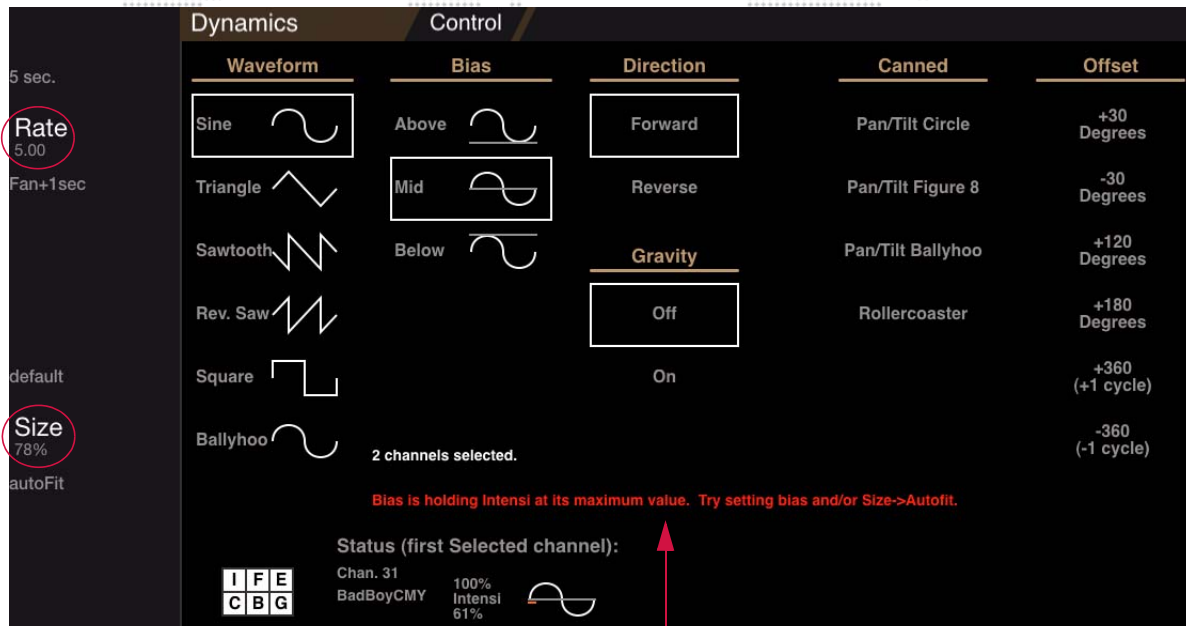 Dynamics Control
5 sec.
Rate
5.00
Fan+1sec
default
Size
78%
autoFit
Waveform
Sine
Triangle
Sawtooth
Rev. Saw
Square
Ballyhoo
Bias
Above
Mid
Below
Direction
Forward
Reverse
Gravity
Off
On
Canned
Pan/Tilt Circle
Pan/Tilt Figure 8
Pan/Tilt Ballyhoo
Rollercoaster
Offset
+30
Degrees
-30
Degrees
+120
Degrees
+180
Degrees
+360
(+1 cycle)
-360
(-1 cycle)
2 channels selected.
Bias is holding Intensi at its maximum value. Try setting bias and/or Size->Autofit.
Status (first Selected channel):
I F E
C B G
Chan. 31
BadBoyCMY
100%
Intensi
61%